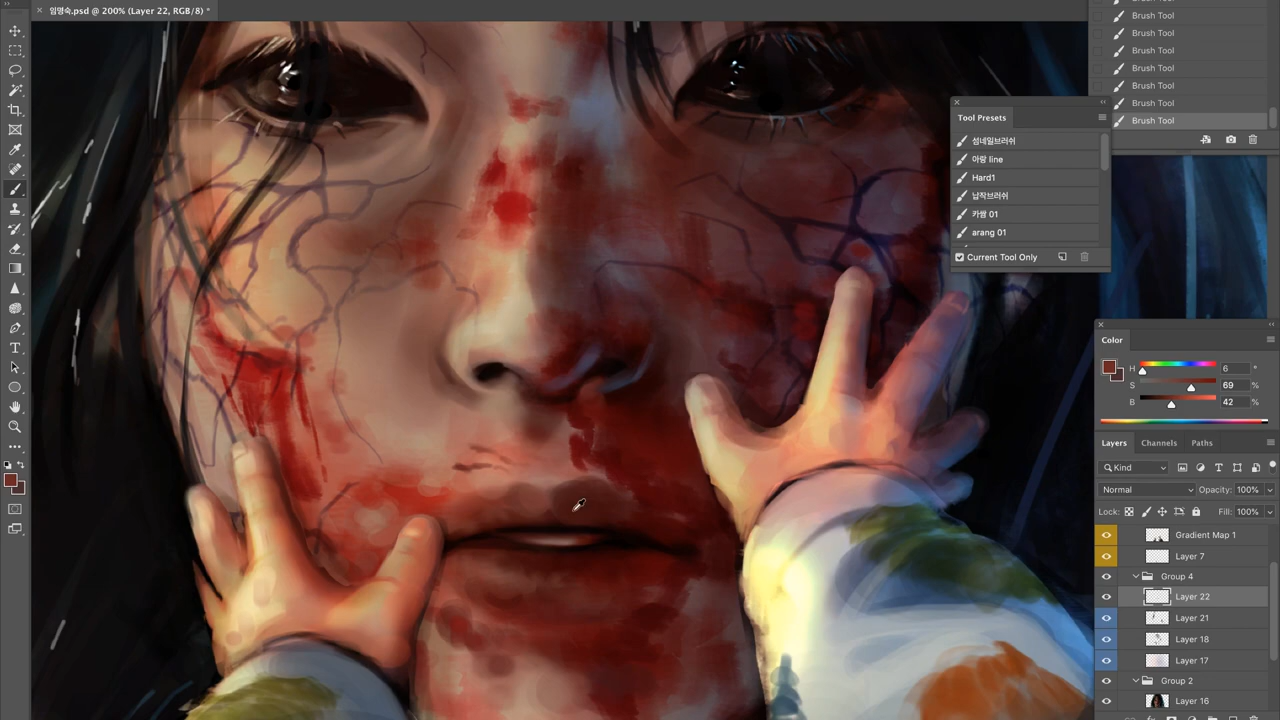 임명숙.psd @ 200% (Layer 22, RGB/8) *
Brush Tool
Brush Tool
Brush Tool
Brush Tool
Brush Tool
Brush Tool
Brush Tool
Tool Presets
섬네일브러쉬
아랑 line
Hard1
납작브러쉬
카쌈 01
arang 01
Current Tool Only
Color
H 6 °
S 69 %
B 42 %
Layers Channels Paths
Kind
Normal Opacity: 100%
Lock: Fill: 100%
Gradient Map 1
Layer 7
Group 4
Layer 22
Layer 21
Layer 18
Layer 17
Group 2
Layer 16